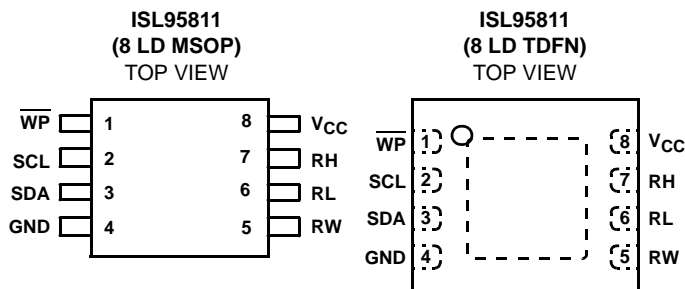 ISL95811
(8 LD MSOP)
TOP VIEW
WP 1 8 VCC
SCL 2 7 RH
SDA 3 6 RL
GND 4 5 RW
ISL95811
(8 LD TDFN)
TOP VIEW
WP 1 8 VCC
SCL 2 7 RH
SDA 3 6 RL
GND 4 5 RW